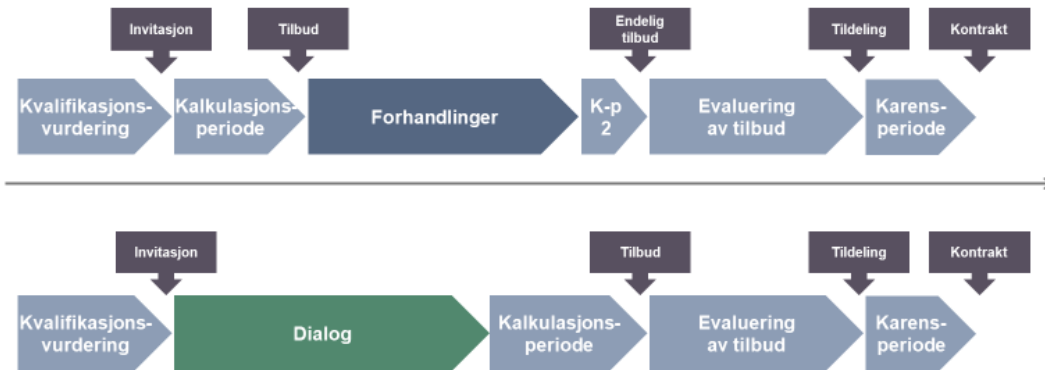 Invitasjon
Tilbud
Endelig
tilbud
Tildeling
Kontrakt
Kvalifikasjons-
vurdering
Kalkulasjons-
periode
Forhandlinger
K-p
2
Evaluering
av tilbud
Karens-
periode
Invitasjon
Tilbud
Tildeling
Kontrakt
Kvalifikasjons-
vurdering
Dialog
Kalkulasjons-
periode
Evaluering
av tilbud
Karens-
periode